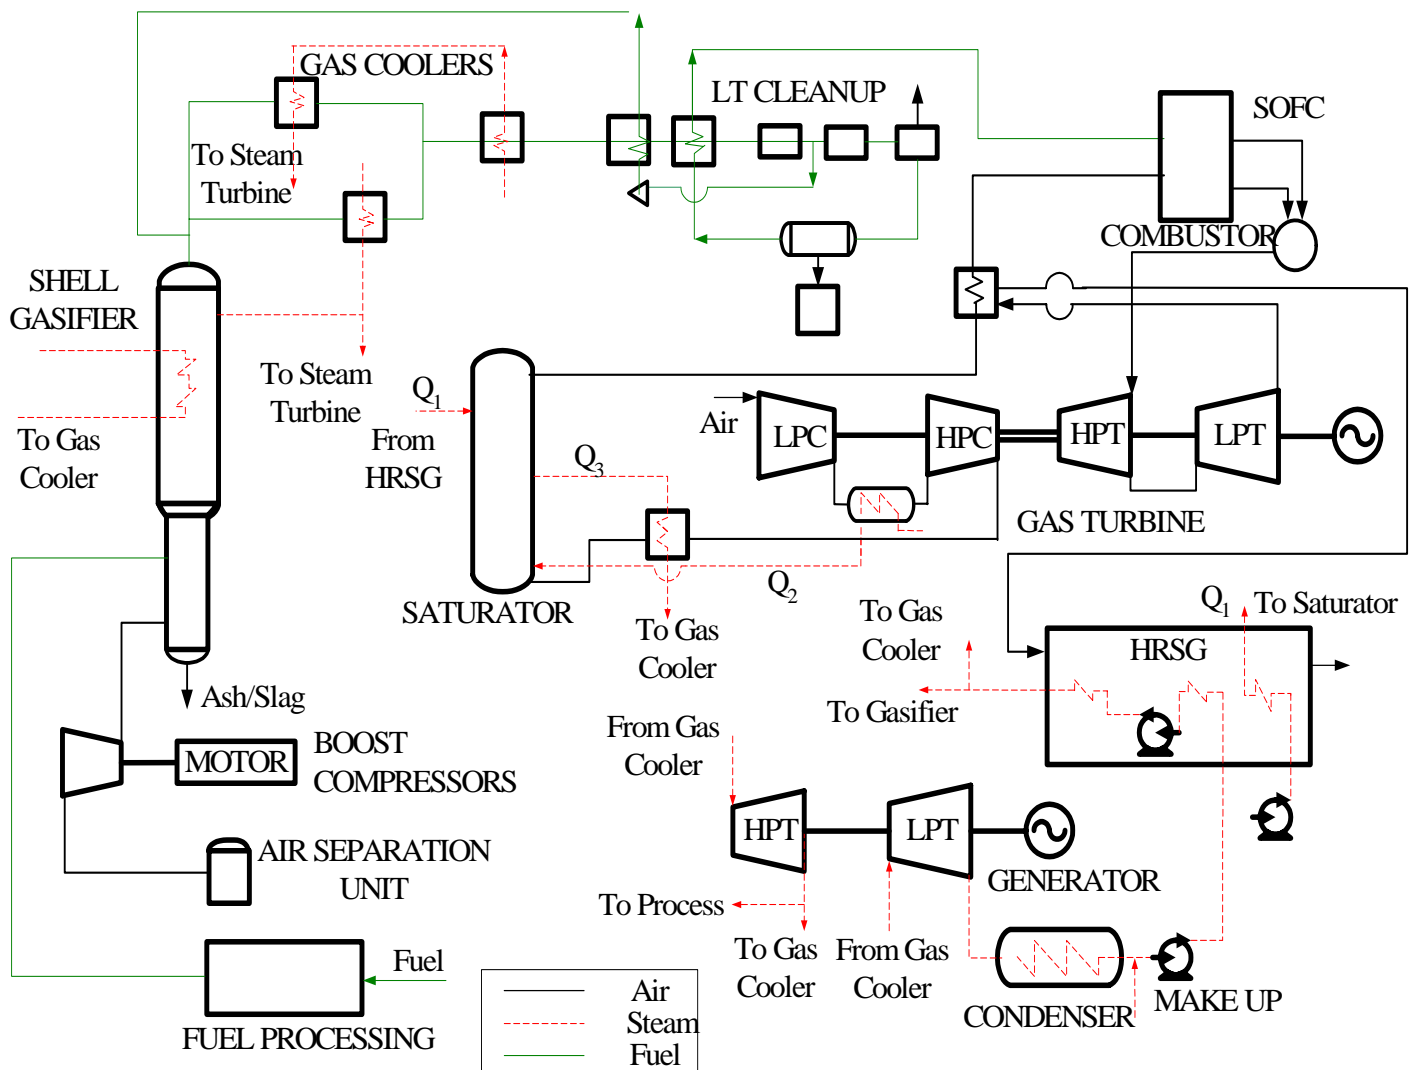 GAS COOLERS
LT CLEANUP
SOFC
To Steam
Turbine
COMBUSTOR
SHELL
GASIFIER
To Steam
Turbine
Q1
From
HRSG
To Gas
Cooler
Air
LPC
HPC
HPT
LPT
Q3
GAS TURBINE
Q2
SATURATOR
To Gas
Cooler
To Gas
Cooler
Q1
To Saturator
HRSG
To Gasifier
Ash/Slag
From Gas
Cooler
MOTOR
BOOST
COMPRESSORS
HPT
LPT
AIR SEPARATION
UNIT
GENERATOR
To Process
To Gas
Cooler
From Gas
Cooler
Fuel
CONDENSER
MAKE UP
FUEL PROCESSING
Air
Steam
Fuel